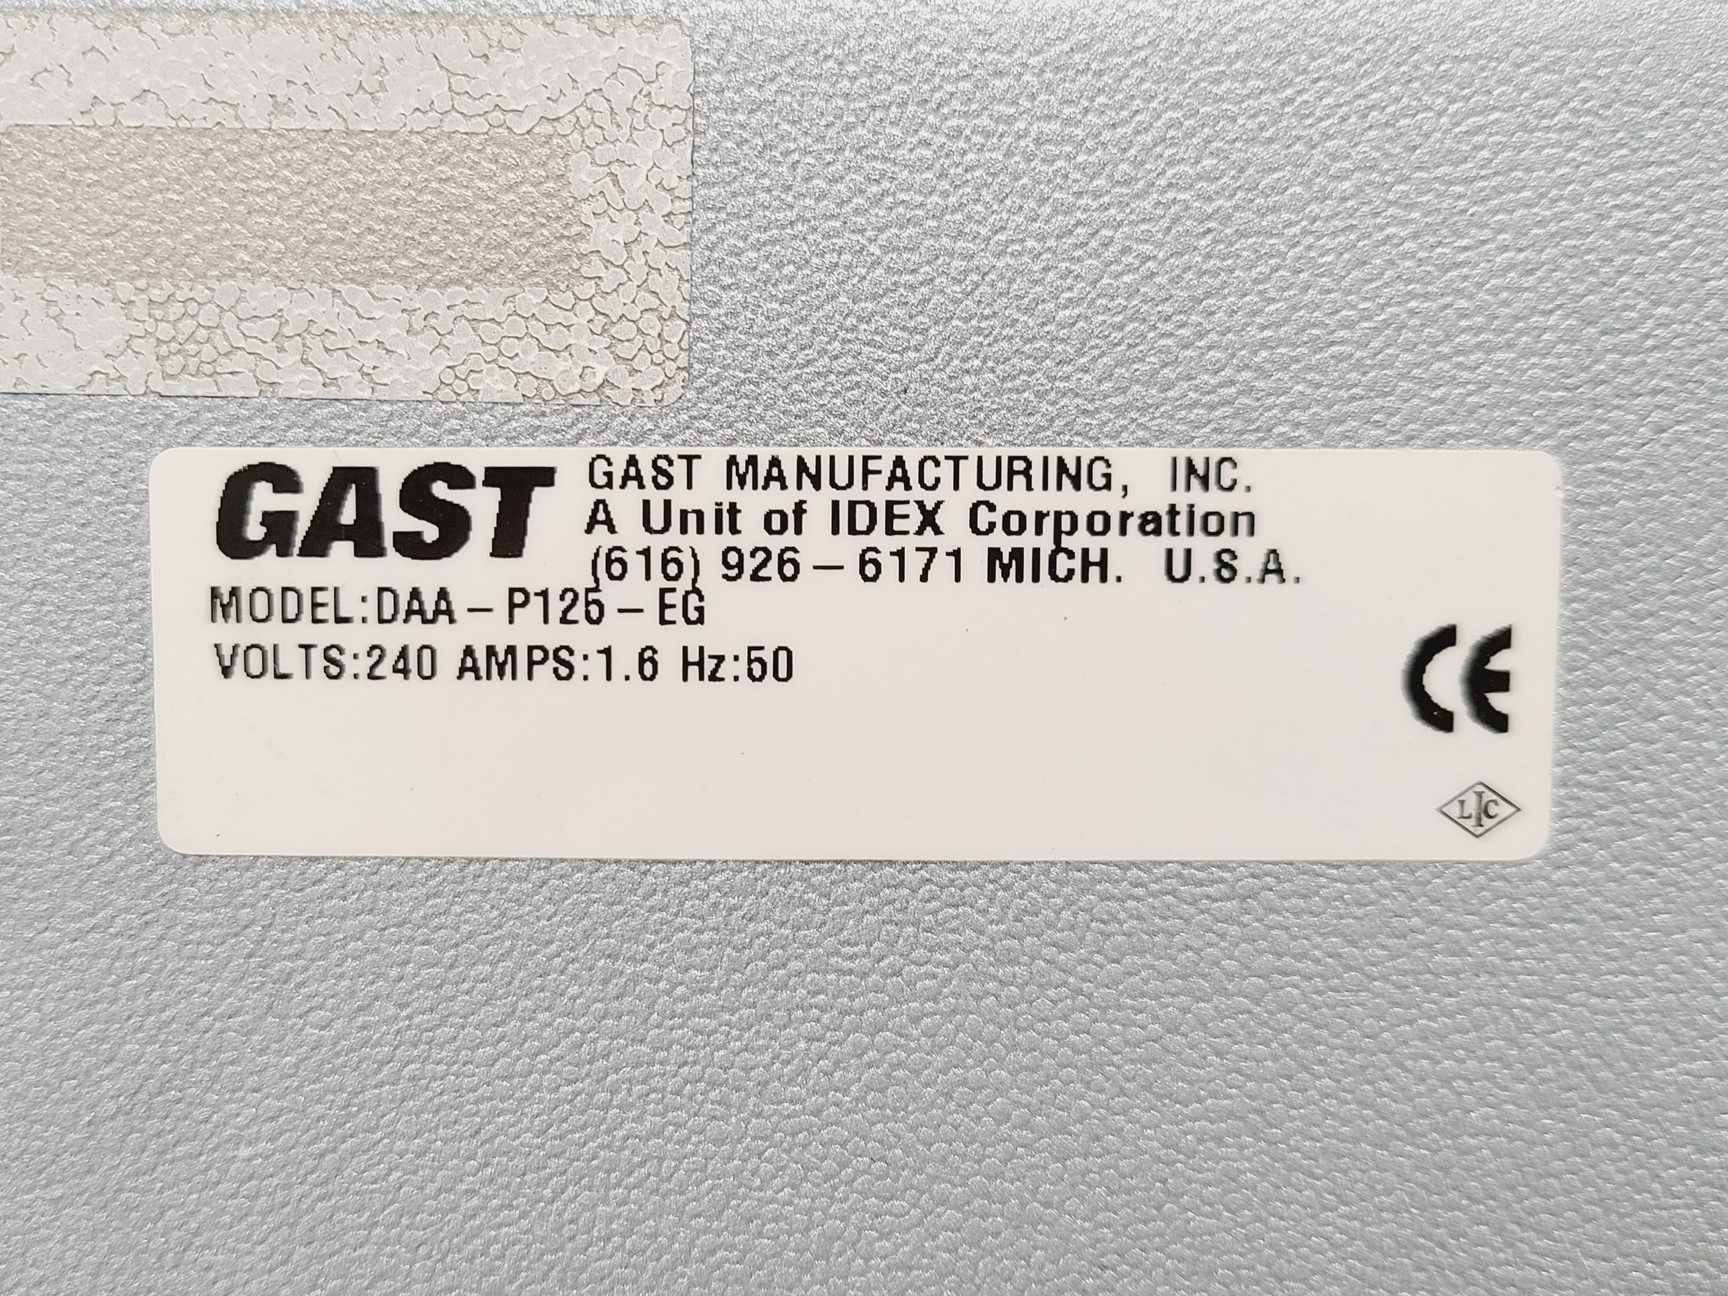 GAST
GAST MANUFACTURING, INC.
A Unit of IDEX Corporation
(616) 926-6171 MICH. U.S.A.
MODEL:DAA-P125-EG
VOLTS:240 AMPS:1.6 Hz:50
CE
LIC